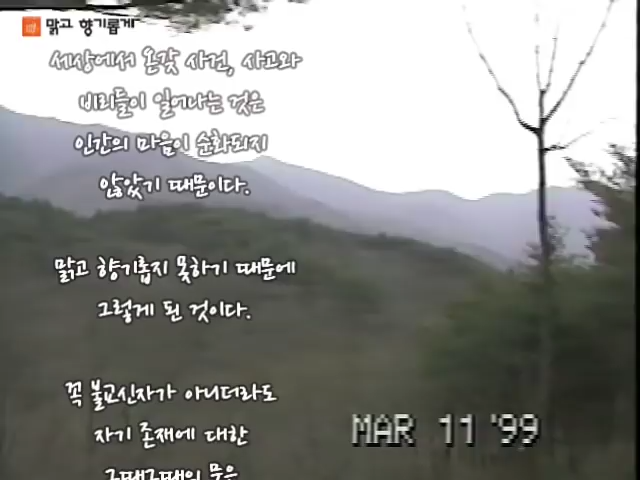 맑고 향기롭게
세상에서 온갖 사건, 사고와
비리들이 일어나는 것은
인간의 마음이 순화되지
않았기 때문이다.
맑고 향기롭지 못하기 때문에
그렇게 된 것이다.
꼭 불교신자가 아니더라도
자기 존재에 대한
MAR 11 '99